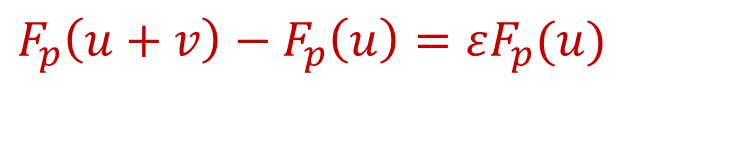 𝐹ₚ(𝑢 + 𝑣) − 𝐹ₚ(𝑢) = 𝜀𝐹ₚ(𝑢)